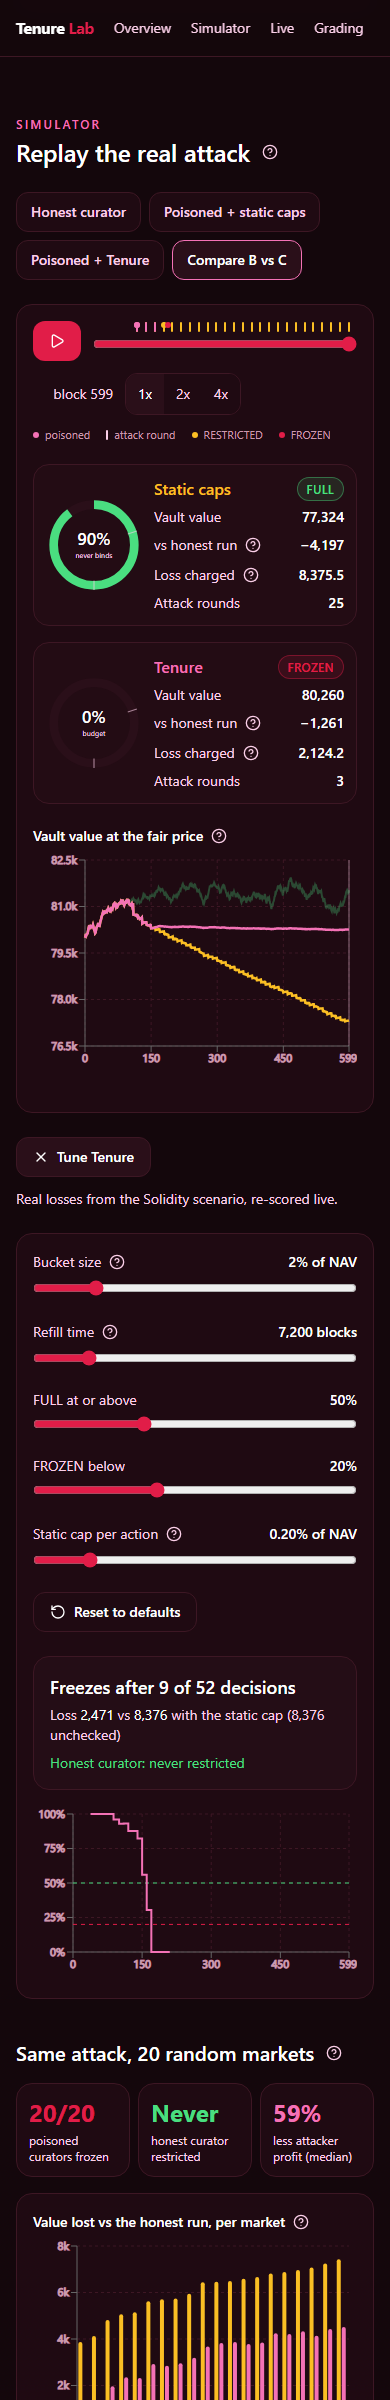 Tenure Lab Overview Simulator Live Grading
SIMULATOR
Replay the real attack
Honest curator
Poisoned + static caps
Poisoned + Tenure
Compare B vs C
block 599 1x 2x 4x
poisoned attack round RESTRICTED FROZEN
90%
never binds
Static caps FULL
Vault value 77,324
vs honest run −4,197
Loss charged 8,375.5
Attack rounds 25
0%
budget
Tenure FROZEN
Vault value 80,260
vs honest run −1,261
Loss charged 2,124.2
Attack rounds 3
Vault value at the fair price
82.5k
81.0k
79.5k
78.0k
76.5k
0 150 300 450 599
Tune Tenure
Real losses from the Solidity scenario, re-scored live.
Bucket size 2% of NAV
Refill time 7,200 blocks
FULL at or above 50%
FROZEN below 20%
Static cap per action 0.20% of NAV
Reset to defaults
Freezes after 9 of 52 decisions
Loss 2,471 vs 8,376 with the static cap (8,376
unchecked)
Honest curator: never restricted
100%
75%
50%
25%
0%
0 150 300 450 599
Same attack, 20 random markets
20/20
poisoned
curators frozen
Never
honest curator
restricted
59%
less attacker
profit (median)
Value lost vs the honest run, per market
8k
6k
4k
2k